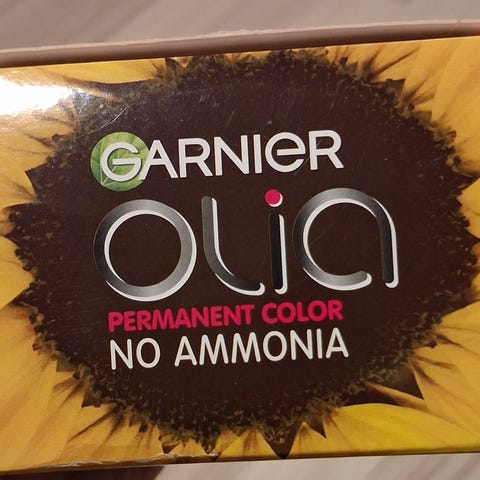 GARNIER
OLia
PERMANENT COLOR
NO AMMONIA